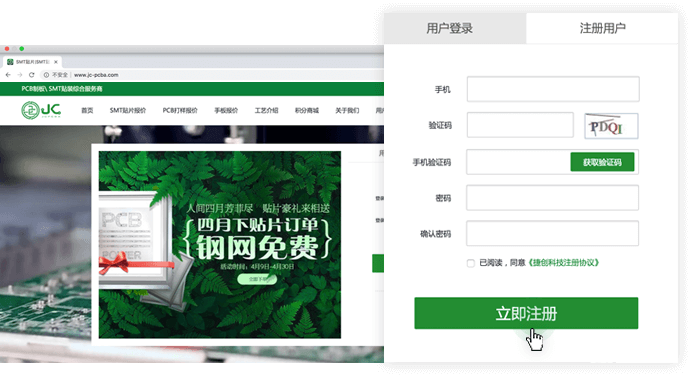 SMT贴片|SMT打
不安全 | www.jc-pcba.com
PCB制板\ SMT贴装综合服务商
JC
首页
SMT贴片报价
PCB打样报价
手板报价
工艺介绍
积分商城
关于我们
人间四月芳菲尽 贴片豪礼来相送
四月下贴片订单
钢网免费
活动时间：4月9日-4月30日
PCB
POWER
用户登录
注册用户
手机
验证码
PDQI
手机验证码
获取验证码
密码
确认密码
已阅读，同意《捷创科技注册协议》
立即注册